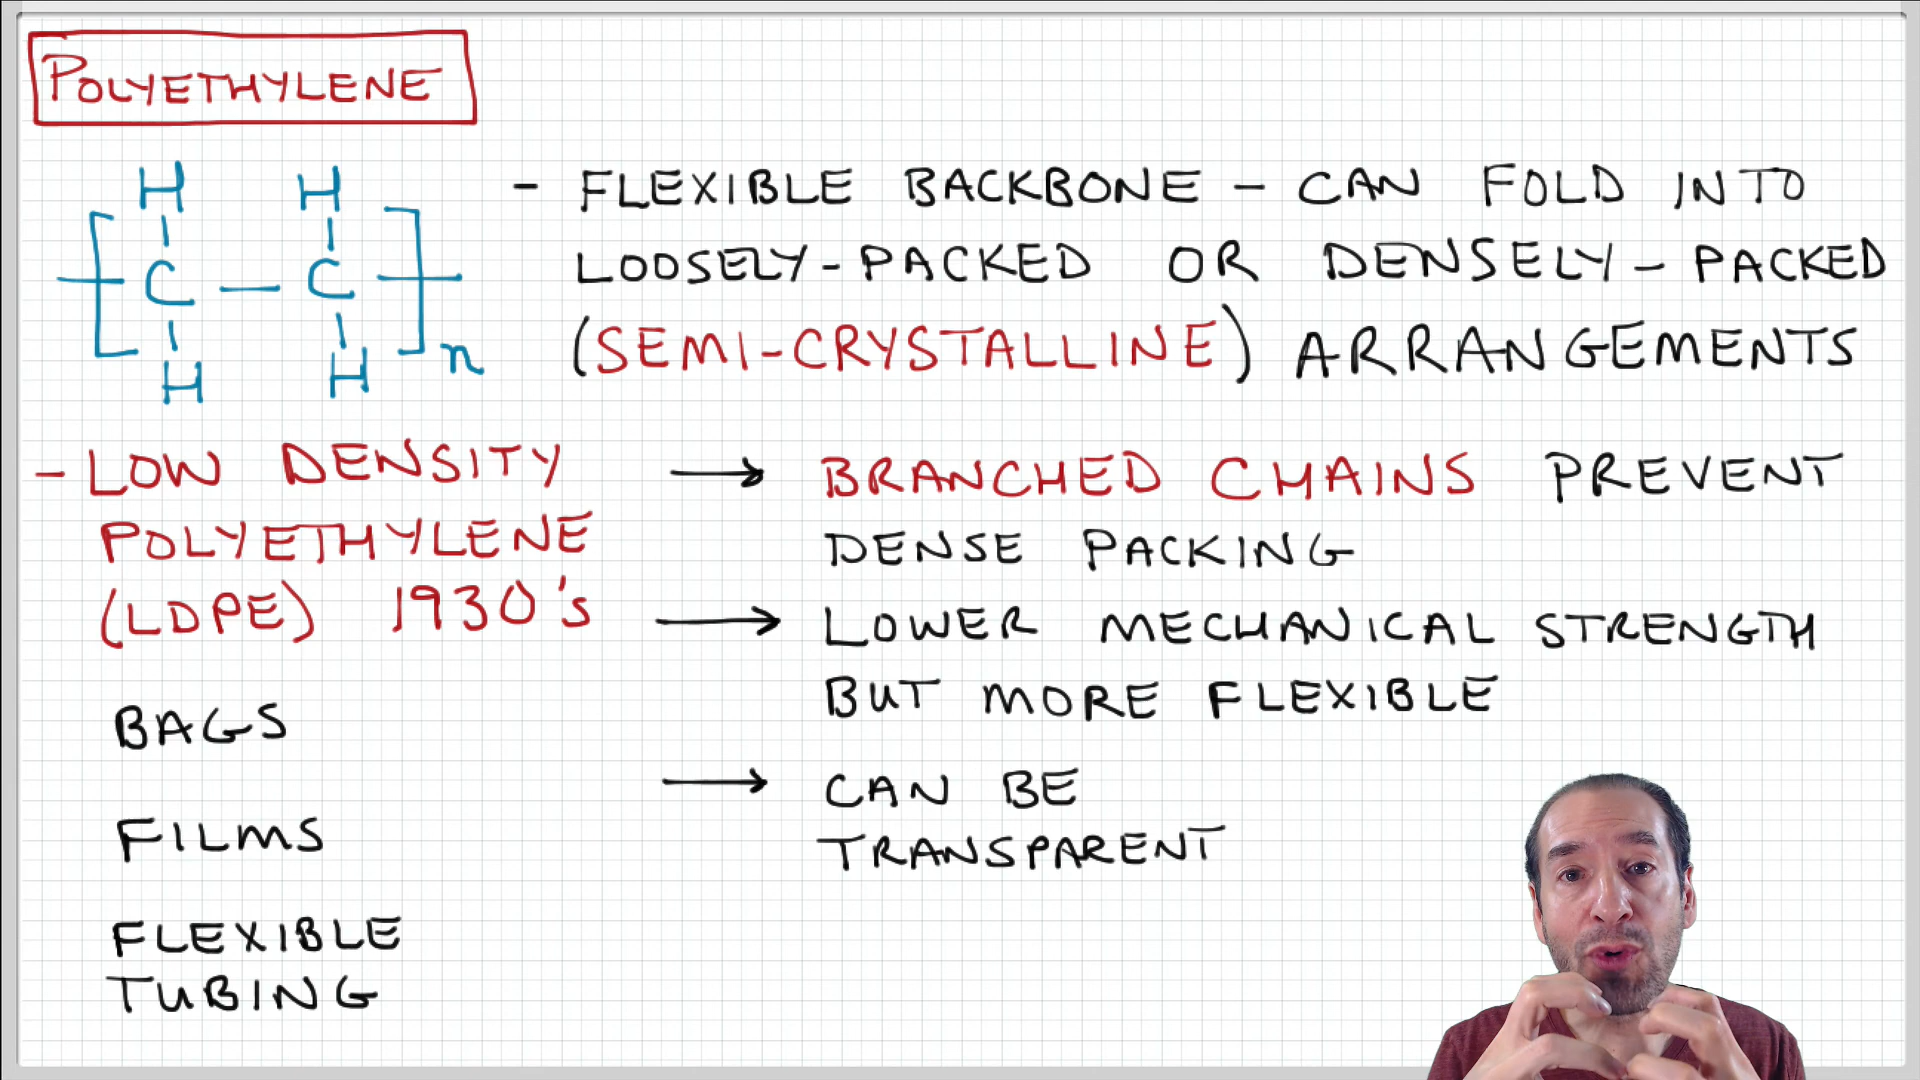 POLYETHYLENE
H H
C — C
H H n
- FLEXIBLE BACKBONE - CAN FOLD INTO
LOOSELY-PACKED OR DENSELY-PACKED
(SEMI-CRYSTALLINE) ARRANGEMENTS
- LOW DENSITY
POLYETHYLENE
(LDPE) 1930's
→ BRANCHED CHAINS PREVENT
DENSE PACKING
→ LOWER MECHANICAL STRENGTH
BUT MORE FLEXIBLE
→ CAN BE
TRANSPARENT
BAGS
FILMS
FLEXIBLE
TUBING